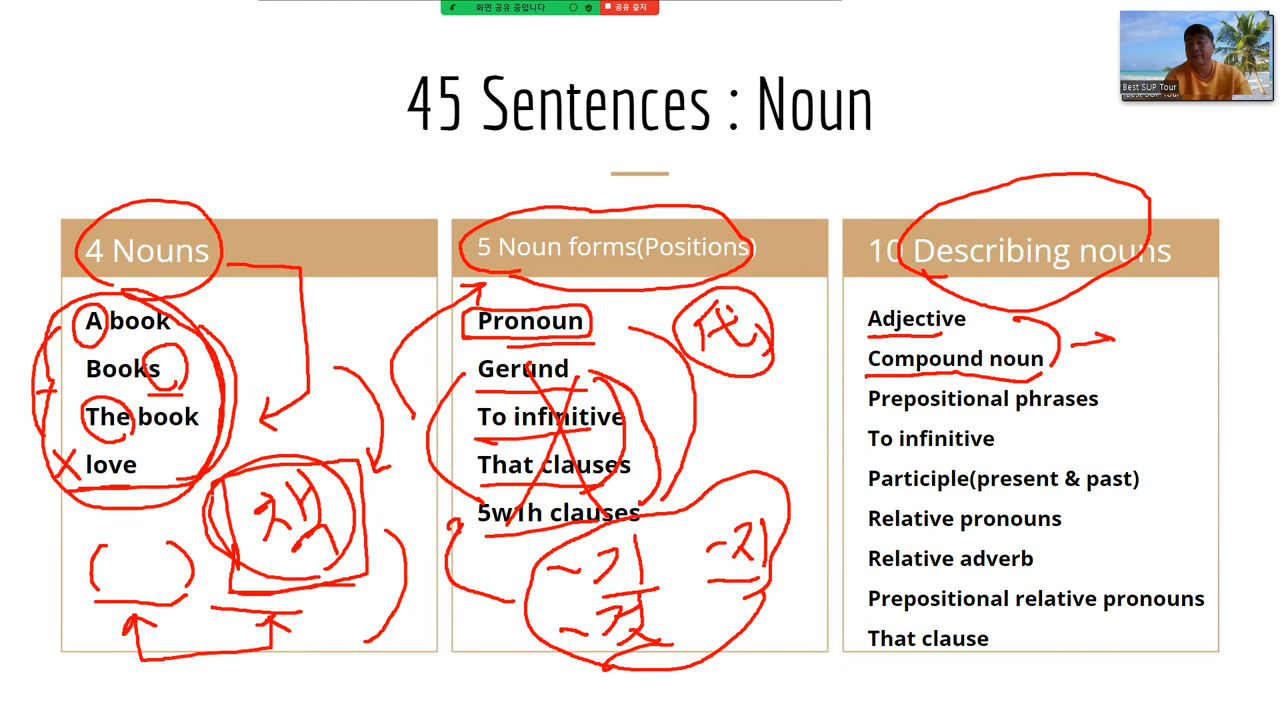 화면 공유 중입니다
공유 중지
Best SUP Tour
45 Sentences : Noun
4 Nouns
A book
Books
The book
X love
5 Noun forms(Positions)
Pronoun
Gerund
To infinitive
That clauses
5w1h clauses
代
~기
~것
10 Describing nouns
Adjective
Compound noun
Prepositional phrases
To infinitive
Participle(present & past)
Relative pronouns
Relative adverb
Prepositional relative pronouns
That clause